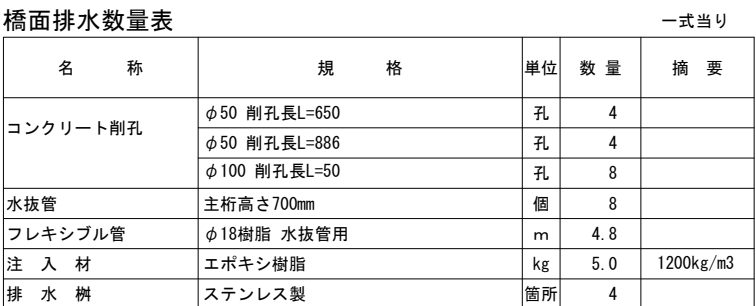 橋面排水数量表 一式当り
名 称 規 格 単位 数 量 摘 要
コンクリート削孔 φ50 削孔長L=650 孔 4
φ50 削孔長L=886 孔 4
φ100 削孔長L=50 孔 8
水抜管 主桁高さ700mm 個 8
フレキシブル管 φ18樹脂 水抜管用 m 4.8
注 入 材 エポキシ樹脂 kg 5.0 1200kg/m3
排 水 桝 ステンレス製 箇所 4